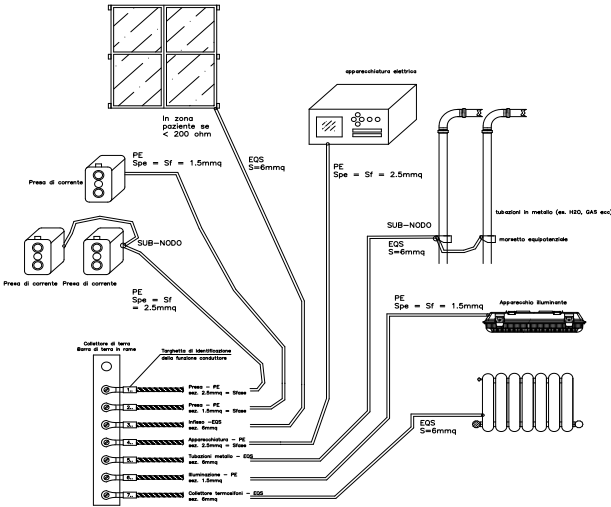 apparecchiatura elettrica
In zona
paziente se
< 200 ohm
PE
Spe = Sf = 1.5mmq
EQS
S=6mmq
PE
Spe = Sf = 2.5mmq
Presa di corrente
tubazioni in metallo (es. H2O, GAS ecc)
SUB-NODO
EQS
S=6mmq
morsetto equipotenziale
SUB-NODO
Presa di corrente
Presa di corrente
PE
Spe = Sf
= 2.5mmq
PE
Spe = Sf = 1.5mmq
Apparecchio illuminante
Collettore di terra
Barra di terra in rame
Targhetta di identificazione
della funzione conduttore
1..
Presa - PE
sez. 2.5mmq = Sfase
2..
Presa - PE
sez. 1.5mmq = Sfase
3..
Infisso -EQS
sez. 6mmq
4..
Apparecchiatura - PE
sez. 2.5mmq = Sfase
5..
Tubazioni metallo - EQS
sez. 6mmq
6..
Illuminazione - PE
sez. 1.5mmq
7..
Collettore termosifoni - EQS
sez. 6mmq
EQS
S=6mmq